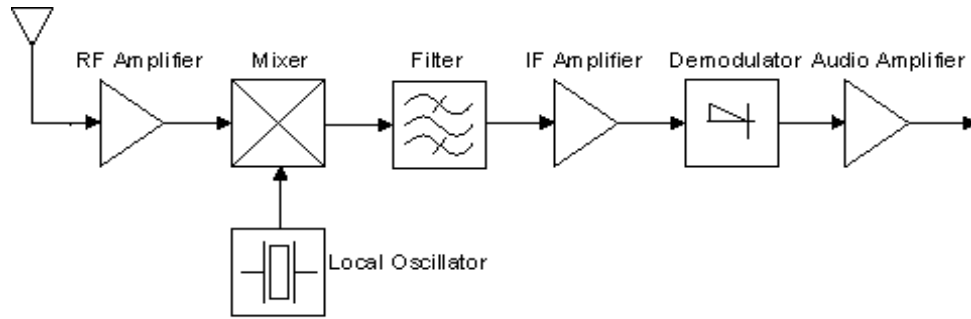 RF Amplifier
Mixer
Filter
IF Amplifier
Demodulator
Audio Amplifier
Local Oscillator